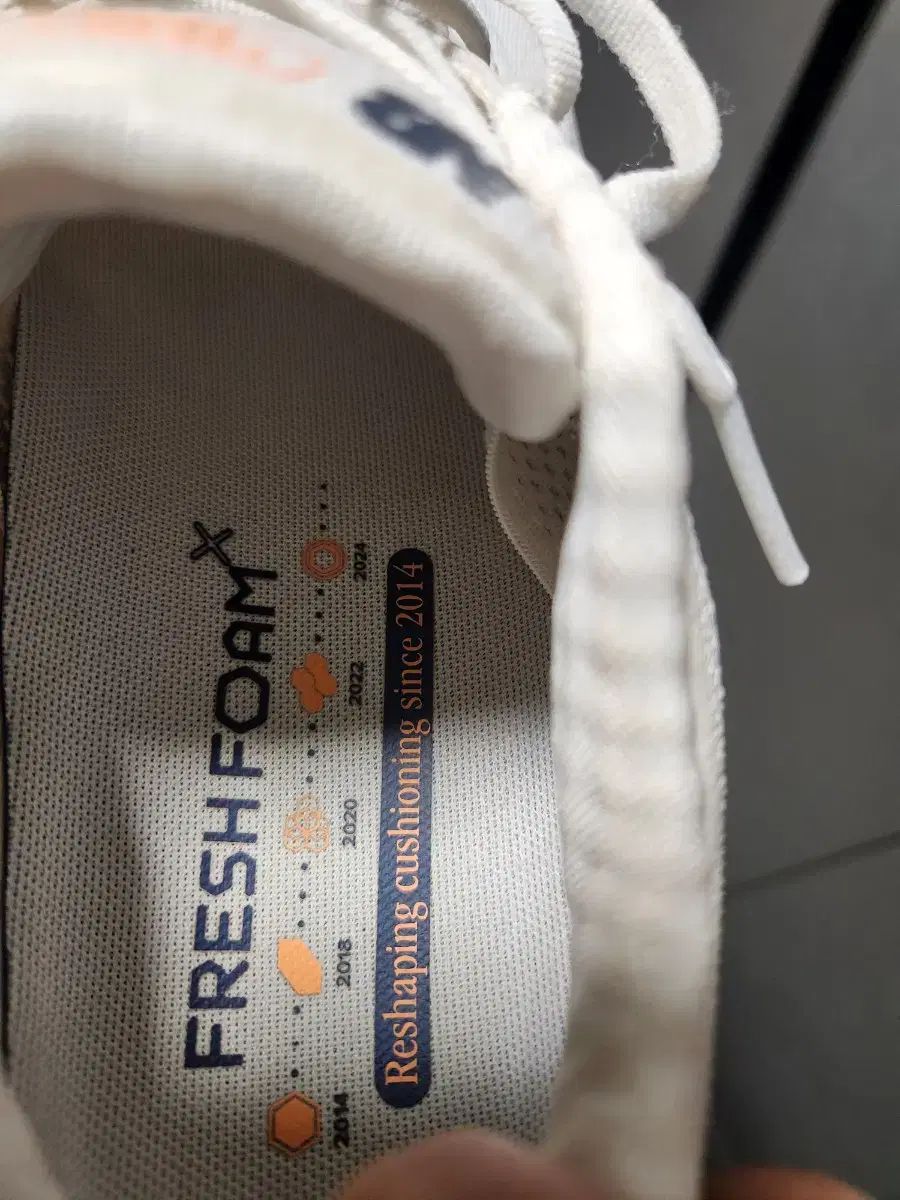 FRESH FOAM X
2014 2018 2020 2022 2024
Reshaping cushioning since 2014